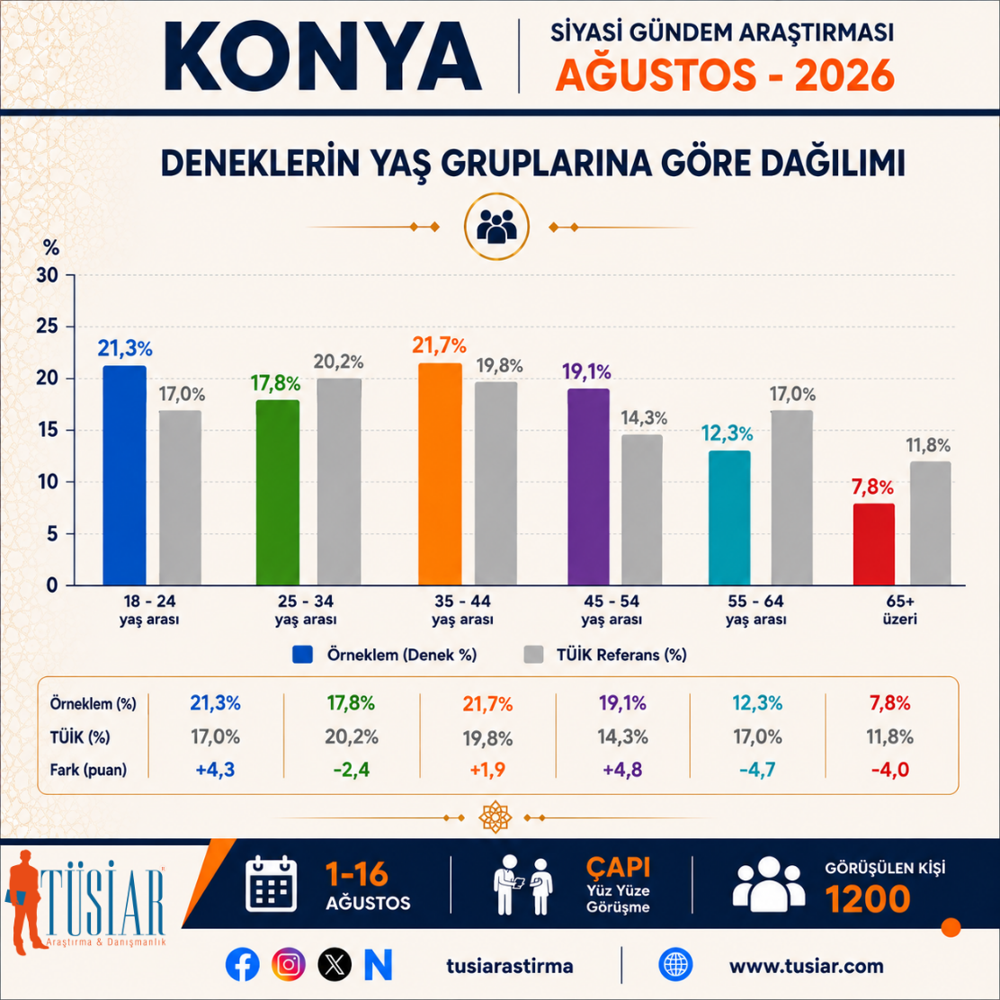 KONYA
SİYASİ GÜNDEM ARAŞTIRMASI
AĞUSTOS - 2026
DENEKLERİN YAŞ GRUPLARINA GÖRE DAĞILIMI
%
30
25
20
15
10
5
0
21,3% 17,0% 17,8% 20,2% 21,7% 19,8% 19,1% 14,3% 12,3% 17,0% 7,8% 11,8%
18 - 24 25 - 34 35 - 44 45 - 54 55 - 64 65+
yaş arası yaş arası yaş arası yaş arası yaş arası üzeri
Örneklem (Denek %) TÜİK Referans (%)
Örneklem (%) 21,3% 17,8% 21,7% 19,1% 12,3% 7,8%
TÜİK (%) 17,0% 20,2% 19,8% 14,3% 17,0% 11,8%
Fark (puan) +4,3 -2,4 +1,9 +4,8 -4,7 -4,0
TÜSİAR
Araştırma & Danışmanlık
1-16
AĞUSTOS
ÇAPI
Yüz Yüze
Görüşme
GÖRÜŞÜLEN KİŞİ
1200
tusiarastirma
www.tusiar.com